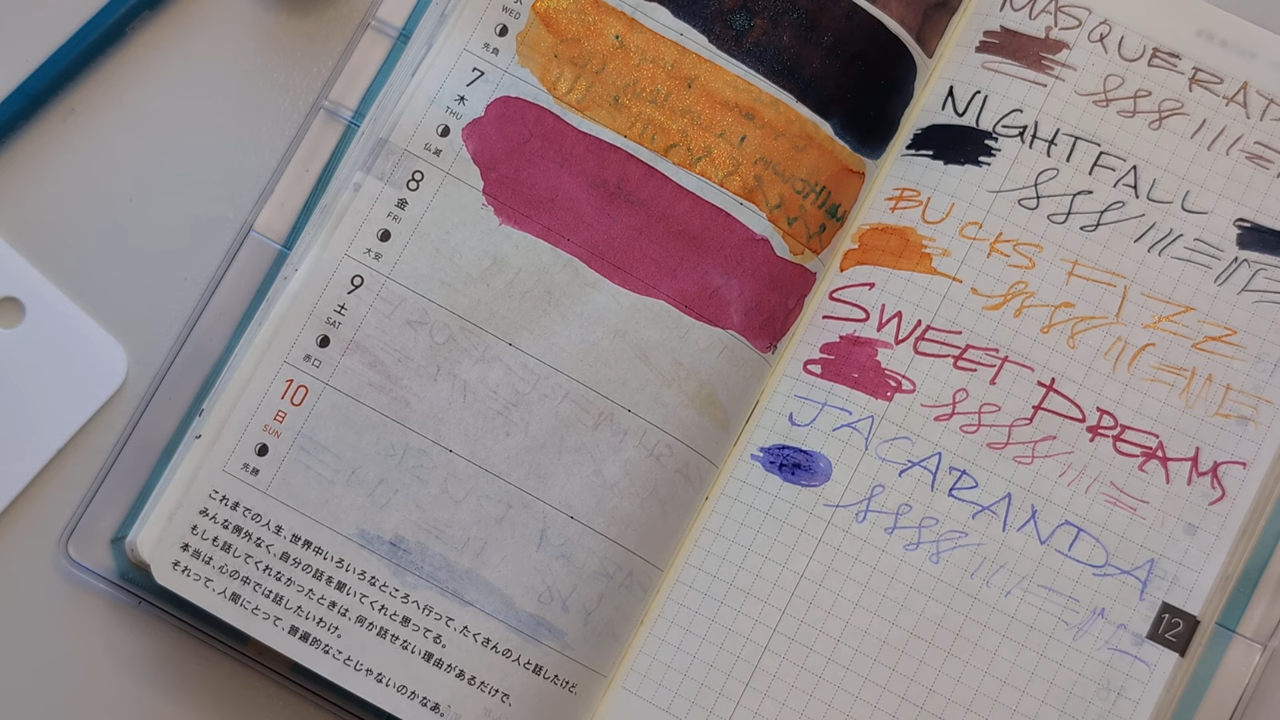 WED
先負
7
木
THU
仏滅
8
金
FRI
大安
9
土
SAT
赤口
10
日
SUN
先勝
これまでの人生、世界中いろいろなところへ行って、たくさんの人と話したけど、
みんな例外なく、自分の話を聞いてくれと思ってる。
もしも話してくれなかったときは、何か話せない理由があるだけで、
本当は、心の中では話したいわけ。
それって、人間にとって、普遍的なことじゃないのかなあ。
NIGHTFALL
BUCKS FIZZ
SWEET DREAMS
JACARANDA
12